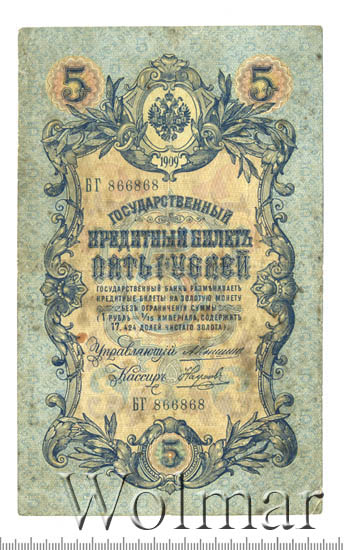 5 5
1909
БГ 866868
ГОСУДАРСТВЕННЫЙ
КРЕДИТНЫЙ БИЛЕТЪ
ПЯТЬ РУБЛЕЙ
ГОСУДАРСТВЕННЫЙ БАНКЪ РАЗМѢНИВАЕТЪ
КРЕДИТНЫЕ БИЛЕТЫ НА ЗОЛОТУЮ МОНЕТУ
БЕЗЪ ОГРАНИЧЕНІЯ СУММЫ
(1 РУБЛЬ = 1/15 ИМПЕРІАЛА, СОДЕРЖИТЪ
17,424 ДОЛЕЙ ЧИСТАГО ЗОЛОТА)
Управляющій
Кассиръ
БГ 866868
5
Wolmar